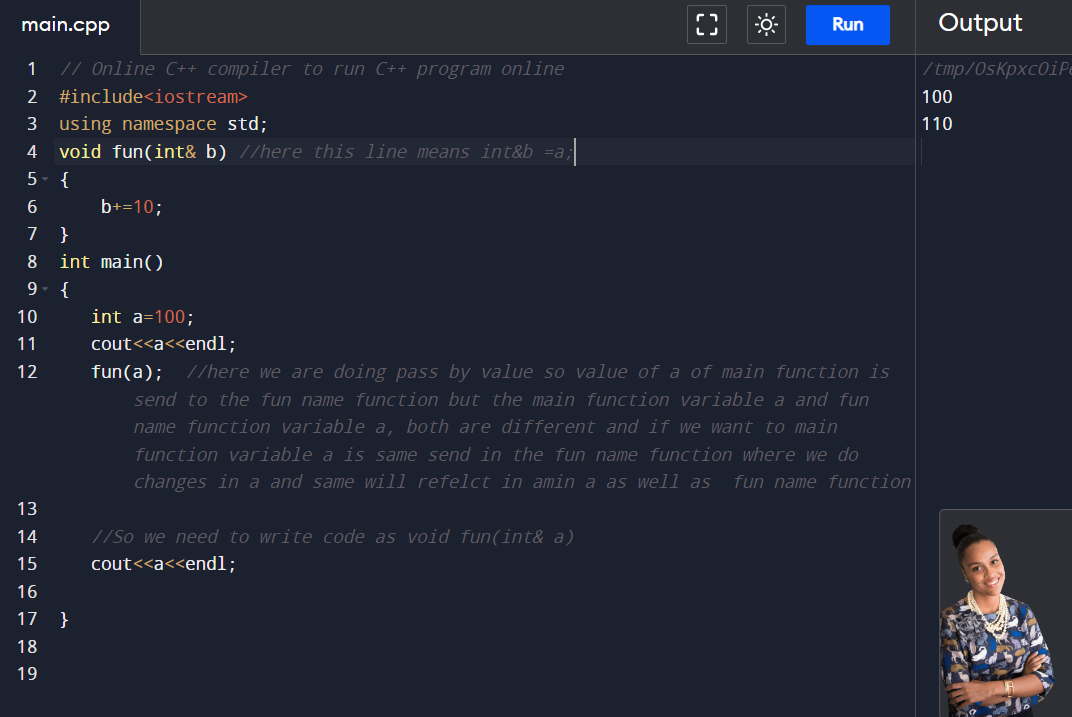 main.cpp
Run
Output
1 // Online C++ compiler to run C++ program online
2 #include<iostream>
3 using namespace std;
4 void fun(int& b) //here this line means int&b =a;
5 {
6 b+=10;
7 }
8 int main()
9 {
10 int a=100;
11 cout<<a<<endl;
12 fun(a); //here we are doing pass by value so value of a of main function is
send to the fun name function but the main function variable a and fun
name function variable a, both are different and if we want to main
function variable a is same send in the fun name function where we do
changes in a and same will refelct in amin a as well as fun name function
13
14 //So we need to write code as void fun(int& a)
15 cout<<a<<endl;
16
17 }
18
19
/tmp/OsKpxcOiP
100
110